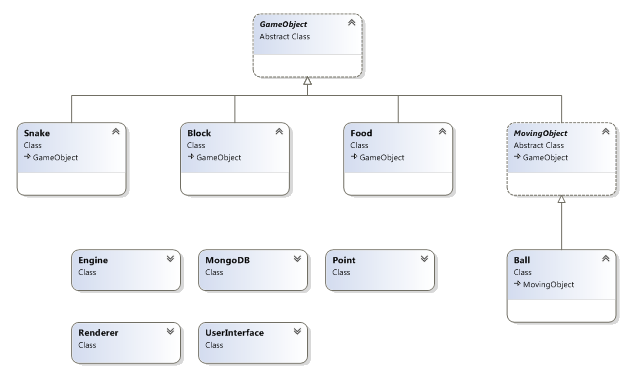 GameObject
Abstract Class
Snake
Class
GameObject
Block
Class
GameObject
Food
Class
GameObject
MovingObject
Abstract Class
GameObject
Engine
Class
MongoDB
Class
Point
Class
Ball
Class
MovingObject
Renderer
Class
UserInterface
Class